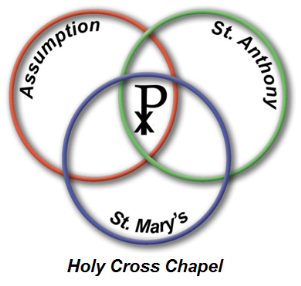 Assumption
St. Anthony
St. Mary's
Holy Cross Chapel